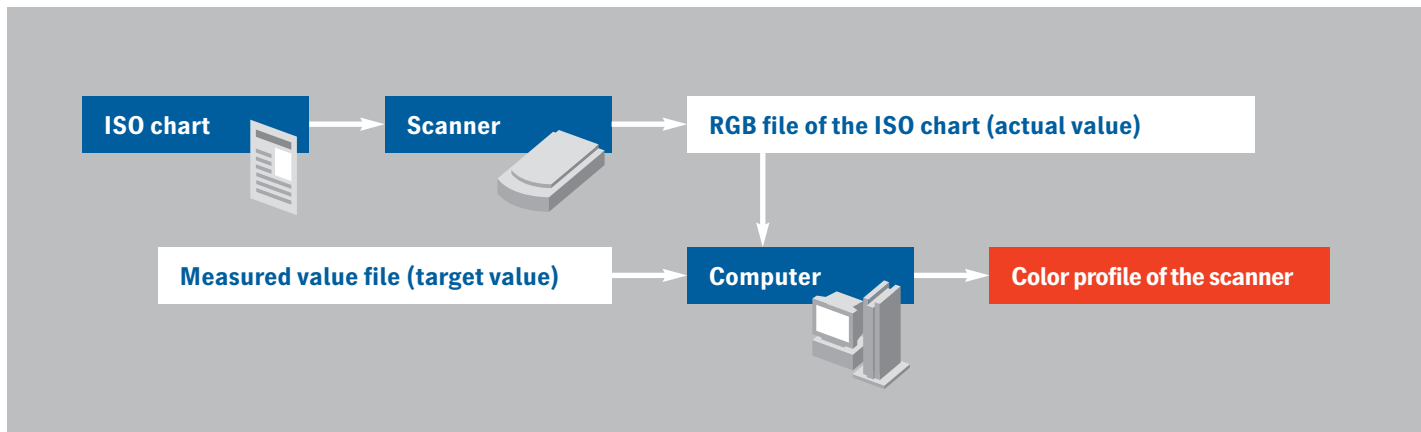 ISO chart
Scanner
RGB file of the ISO chart (actual value)
Measured value file (target value)
Computer
Color profile of the scanner